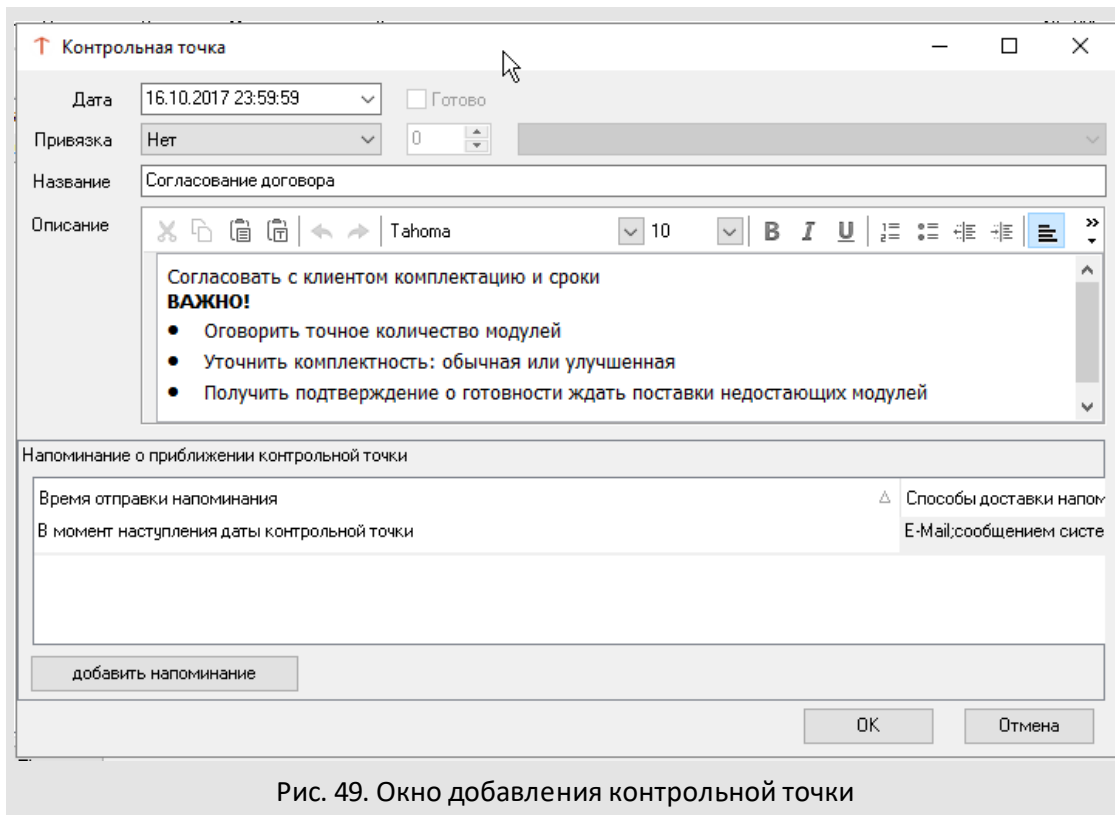 Контрольная точка
Дата 16.10.2017 23:59:59 Готово
Привязка Нет 0
Название Согласование договора
Описание Tahoma 10 B I U
Согласовать с клиентом комплектацию и сроки
ВАЖНО!
● Оговорить точное количество модулей
● Уточнить комплектность: обычная или улучшенная
● Получить подтверждение о готовности ждать поставки недостающих модулей
Напоминание о приближении контрольной точки
Время отправки напоминания Способы доставки напом
В момент наступления даты контрольной точки E-Mail;сообщением систе
добавить напоминание
OK Отмена
Рис. 49. Окно добавления контрольной точки